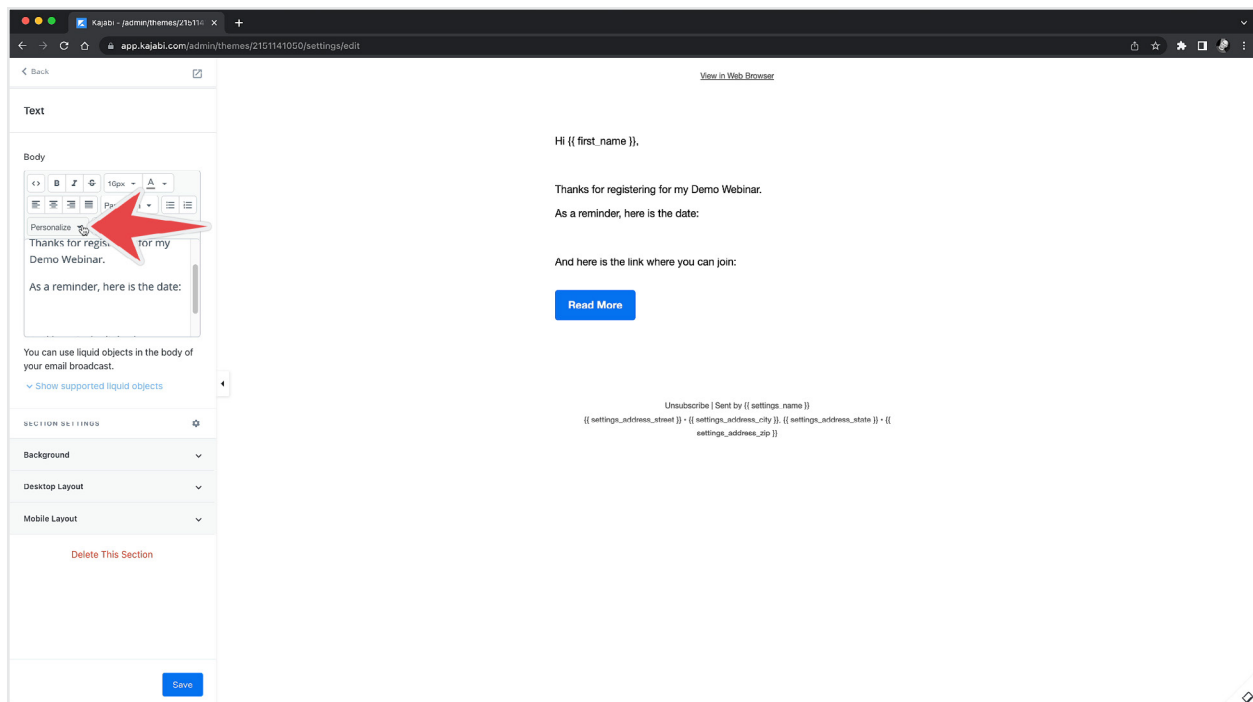 Kajabi - /admin/themes/21511
app.kajabi.com/admin/themes/2151141050/settings/edit
Back
Text
Body
B I S 16px A
Personalize
Thanks for for my
Demo Webinar.
As a reminder, here is the date:
You can use liquid objects in the body of
your email broadcast.
Show supported liquid objects
SECTION SETTINGS
Background
Desktop Layout
Mobile Layout
Delete This Section
Save
View in Web Browser
Hi {{ first_name }},
Thanks for registering for my Demo Webinar.
As a reminder, here is the date:
And here is the link where you can join:
Read More
Unsubscribe | Sent by {{ settings_name }}
{{ settings_address_street }} • {{ settings_address_city }}, {{ settings_address_state }} • {{
settings_address_zip }}